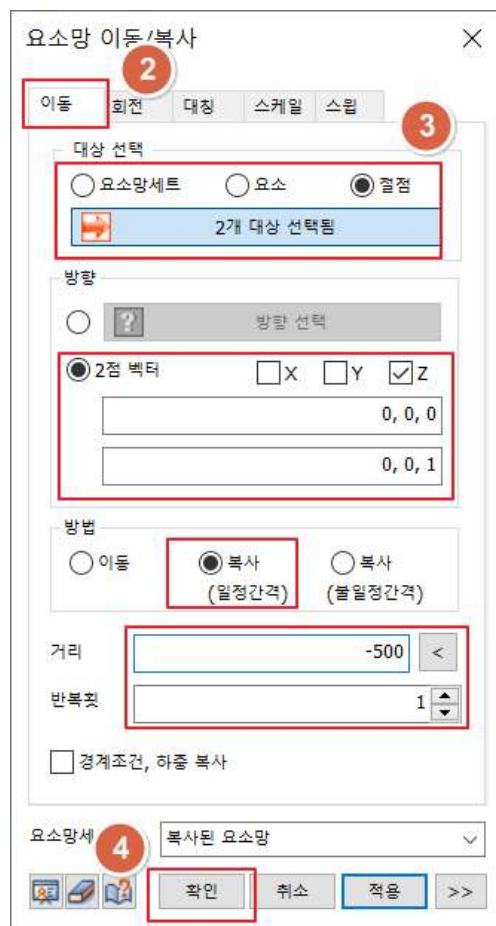 요소망 이동/복사
2
이동 회전 대칭 스케일 스윕
3
대상 선택
요소망세트 요소 절점
2개 대상 선택됨
방향
? 방향 선택
2점 벡터 X Y Z
0, 0, 0
0, 0, 1
방법
이동 복사 복사
(일정간격) (불일정간격)
거리 -500 <
반복횟 1
경계조건, 하중 복사
요소망세 복사된 요소망
4
확인 취소 적용 >>